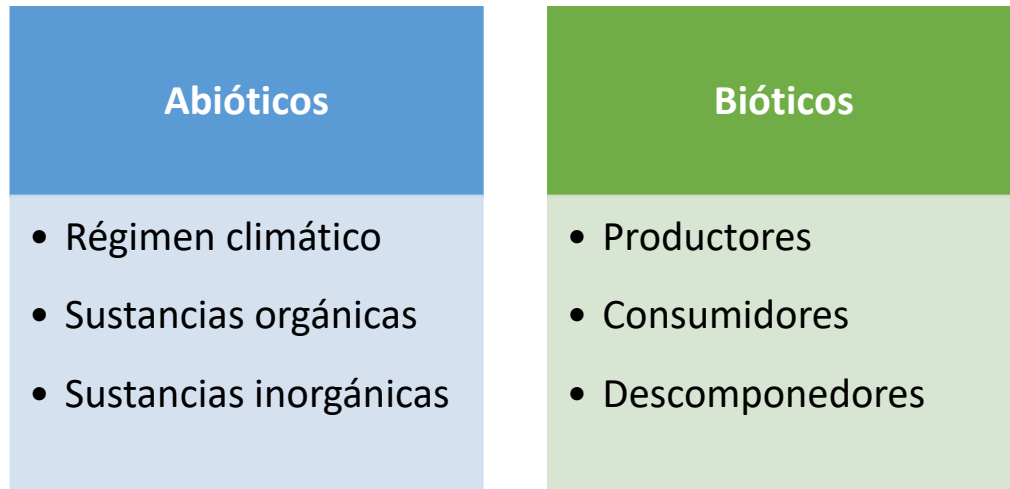 Abióticos
• Régimen climático
• Sustancias orgánicas
• Sustancias inorgánicas
Bióticos
• Productores
• Consumidores
• Descomponedores